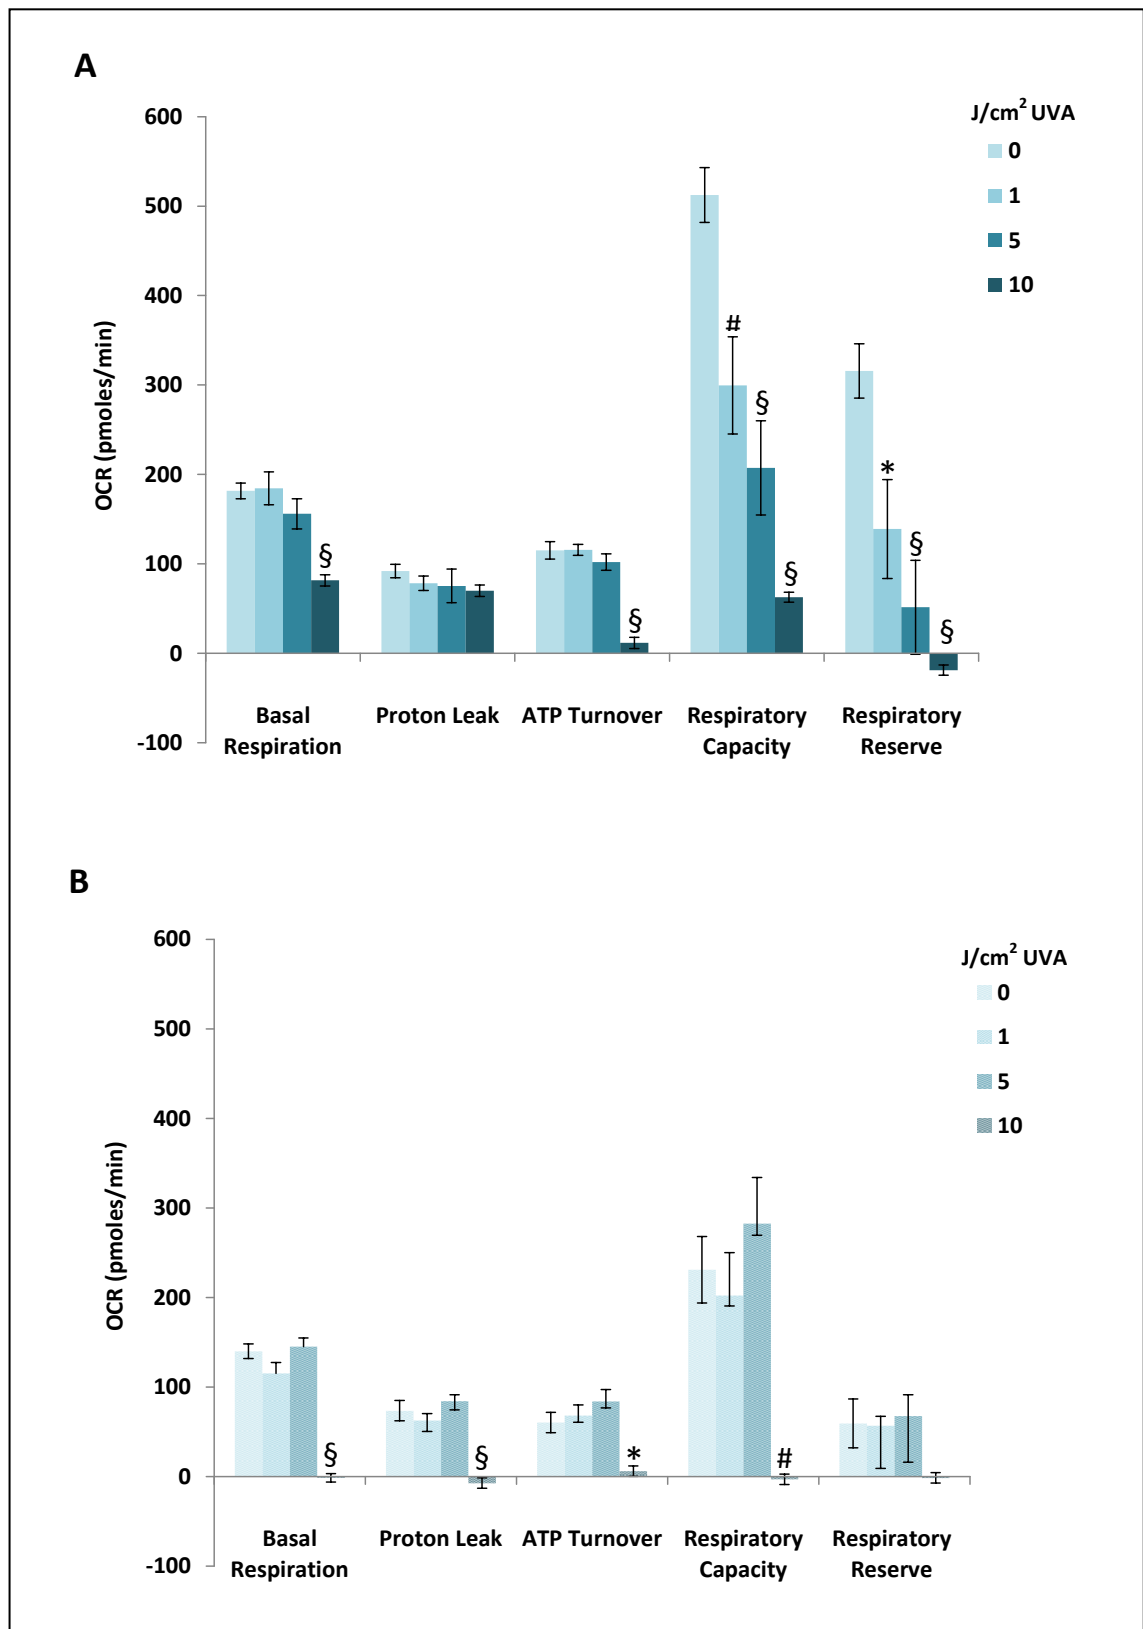 A
J/cm² UVA
0
1
5
10
OCR (pmoles/min)
600
500
400
300
200
100
0
-100
#
§
*
§
§
§
§
§
Basal Respiration
Proton Leak
ATP Turnover
Respiratory Capacity
Respiratory Reserve
B
J/cm² UVA
0
1
5
10
OCR (pmoles/min)
600
500
400
300
200
100
0
-100
§
§
*
#
Basal Respiration
Proton Leak
ATP Turnover
Respiratory Capacity
Respiratory Reserve